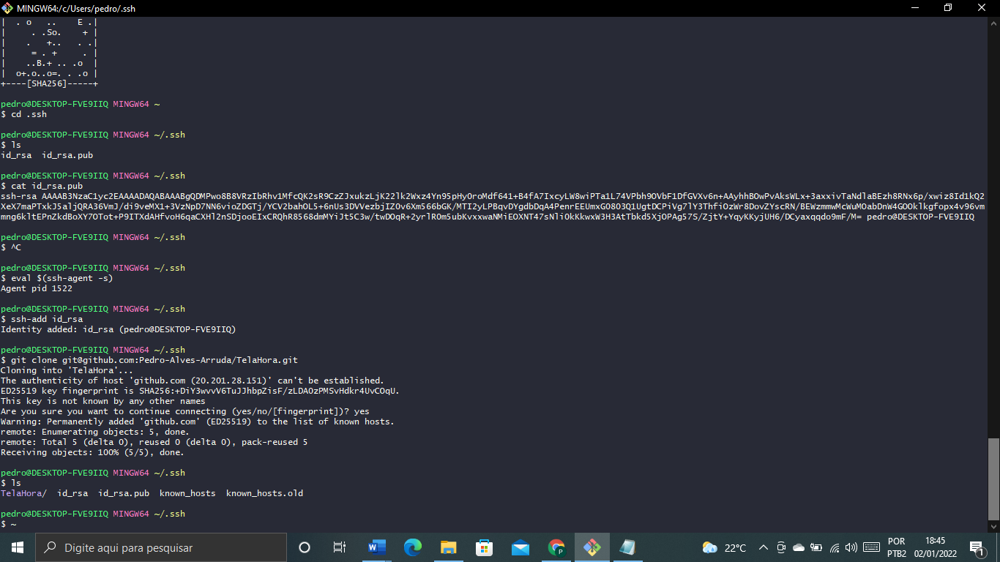 MINGW64:/c/Users/pedro/.ssh
|  . o   ..    E .|
|     . .So.    + |
|    .   +..   . .|
|     = . +     . |
|    ..B.+ .. .o  |
|  o+.o..o=. . .o |
+----[SHA256]-----+
pedro@DESKTOP-FVE9IIQ MINGW64 ~
$ cd .ssh
pedro@DESKTOP-FVE9IIQ MINGW64 ~/.ssh
$ ls
id_rsa  id_rsa.pub
pedro@DESKTOP-FVE9IIQ MINGW64 ~/.ssh
$ cat id_rsa.pub
ssh-rsa AAAAB3NzaC1yc2EAAAADAQABAAABgQDMPwo8B8VRzIbRhv1MfcQK2sR9CzZJxukzLjK22lk2Wxz4Yn95pHyOroMdf641+B4fA7IxcyLW8wiPTa1L74VPbh9OVbF1DfGVXv6n+AAyhhBOwPvAksWLx+3axxivTaNdlaBEzh8RNx6p/xwiz8Id1kQ2
XeX7maPTxkJ5aljQRA36VmJ/di9veMX1+3VzNpD7NN6vioZDGTj/YCV2bahOL5+6nUs3DVVezbjIZOv6Xm566bGK/MTI2yLPBqvDYgdbDqA4PenrEEUmxGO8O3Q1UgtDCPiVg7lY3ThfiOzWr8DovZYscRN/BEWzmmwMcWuMOabDnW4GOOklkgfopx4v96vm
mng6kltEPnZkdBoXY7OTot+P9ITXdAHfvoH6qaCXHl2nSDjooEIxCRQhR8568dmMYiJt5C3w/twDOqR+2yrlROm5ubKvxxwaNMiEOXNT47sNliOkKkwxW3H3AtTbkd5XjOPAg57S/ZjtY+YqyKKyjUH6/DCyaxqqdo9mF/M= pedro@DESKTOP-FVE9IIQ
pedro@DESKTOP-FVE9IIQ MINGW64 ~/.ssh
$ ^C
pedro@DESKTOP-FVE9IIQ MINGW64 ~/.ssh
$ eval $(ssh-agent -s)
Agent pid 1522
pedro@DESKTOP-FVE9IIQ MINGW64 ~/.ssh
$ ssh-add id_rsa
Identity added: id_rsa (pedro@DESKTOP-FVE9IIQ)
pedro@DESKTOP-FVE9IIQ MINGW64 ~/.ssh
$ git clone git@github.com:Pedro-Alves-Arruda/TelaHora.git
Cloning into 'TelaHora'...
The authenticity of host 'github.com (20.201.28.151)' can't be established.
ED25519 key fingerprint is SHA256:+DiY3wvvV6TuJJhbpZisF/zLDA0zPMSvHdkr4UvCOqU.
This key is not known by any other names
Are you sure you want to continue connecting (yes/no/[fingerprint])? yes
Warning: Permanently added 'github.com' (ED25519) to the list of known hosts.
remote: Enumerating objects: 5, done.
remote: Total 5 (delta 0), reused 0 (delta 0), pack-reused 5
Receiving objects: 100% (5/5), done.
pedro@DESKTOP-FVE9IIQ MINGW64 ~/.ssh
$ ls
TelaHora/  id_rsa  id_rsa.pub  known_hosts  known_hosts.old
pedro@DESKTOP-FVE9IIQ MINGW64 ~/.ssh
$ ~
Digite aqui para pesquisar
22°C
POR
PTB2
18:45
02/01/2022
1